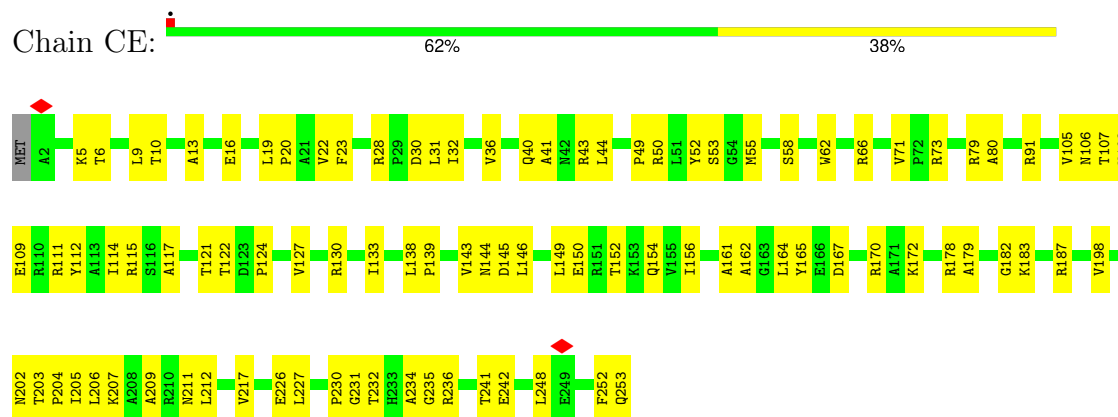 Chain CE:
62% 38%
MET A2 K5 T6 L9 T10 A13 E16 L19 P20 A21 V22 F23 R28 P29 D30 L31 I32 V36 Q40 A41 N42 R43 L44 P49 R50 L51 Y52 S53 G54 M55 S58 W62 R66 V71 P72 R73 R79 A80 R91 V105 N106 T107
E109 R110 R111 Y112 A113 I114 R115 S116 A117 T121 T122 D123 P124 V127 R130 I133 L138 P139 V143 N144 D145 L146 L149 E150 R151 T152 K153 Q154 V155 I156 A161 A162 G163 L164 Y165 E166 D167 R170 A171 K172 R178 A179 G182 K183 R187 V198
N202 T203 P204 I205 L206 K207 A208 A209 R210 N211 L212 V217 E226 L227 P230 G231 T232 H233 A234 G235 R236 T241 E242 L248 E249 F252 Q253